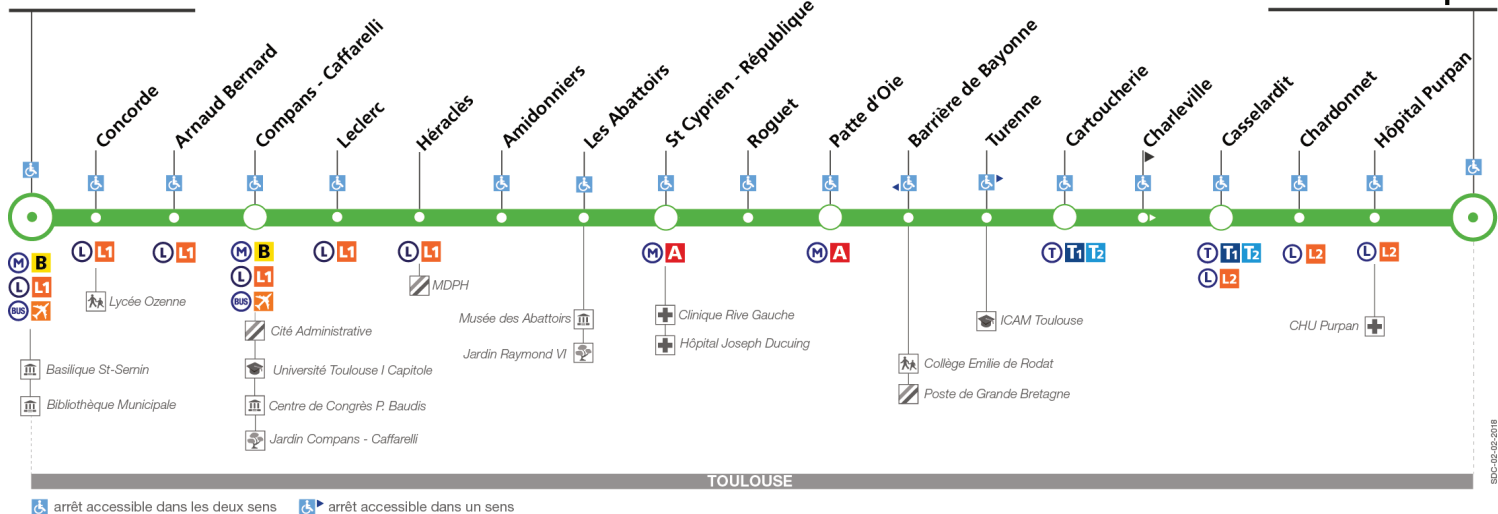 Concorde
Arnaud Bernard
Compans - Caffarelli
Leclerc
Héraclès
Amidonniers
Les Abattoirs
St Cyprien - République
Roguet
Patte d'Oie
Barrière de Bayonne
Turenne
Cartoucherie
Charleville
Casselardit
Chardonnet
Hôpital Purpan
M B
L L1
BUS
L L1
L L1
M B
L L1
BUS
L L1
L L1
M A
M A
T T1 T2
T T1 T2
L L2
L L2
L L2
Basilique St-Sernin
Bibliothèque Municipale
Lycée Ozenne
Cité Administrative
Université Toulouse I Capitole
Centre de Congrès P. Baudis
Jardin Compans - Caffarelli
MDPH
Musée des Abattoirs
Jardin Raymond VI
Clinique Rive Gauche
Hôpital Joseph Ducuing
Collège Emilie de Rodat
Poste de Grande Bretagne
ICAM Toulouse
CHU Purpan
SDC-02-02-2018
TOULOUSE
arrêt accessible dans les deux sens
arrêt accessible dans un sens